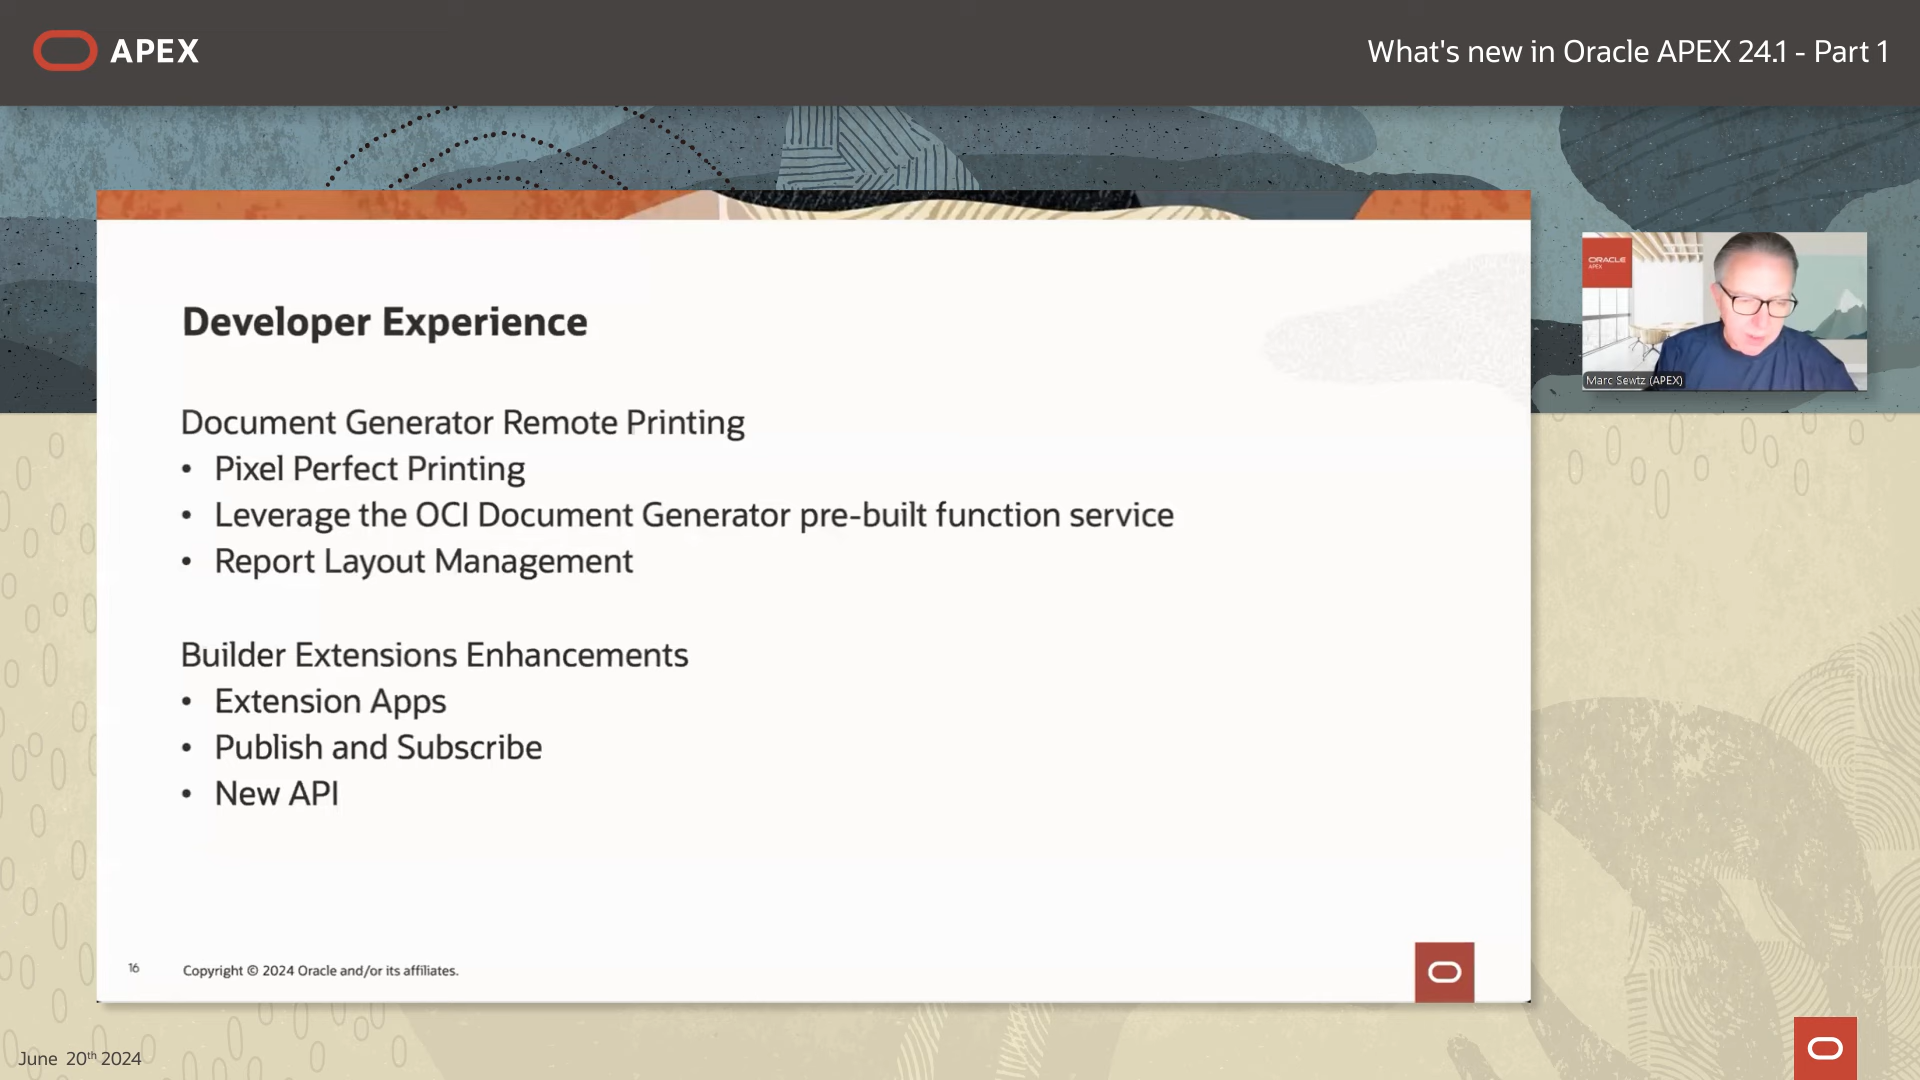 APEX
What's new in Oracle APEX 24.1 - Part 1
Developer Experience
Document Generator Remote Printing
• Pixel Perfect Printing
• Leverage the OCI Document Generator pre-built function service
• Report Layout Management
Builder Extensions Enhancements
• Extension Apps
• Publish and Subscribe
• New API
16
Copyright © 2024 Oracle and/or its affiliates.
ORACLE
APEX
Marc Sewtz (APEX)
June 20th 2024